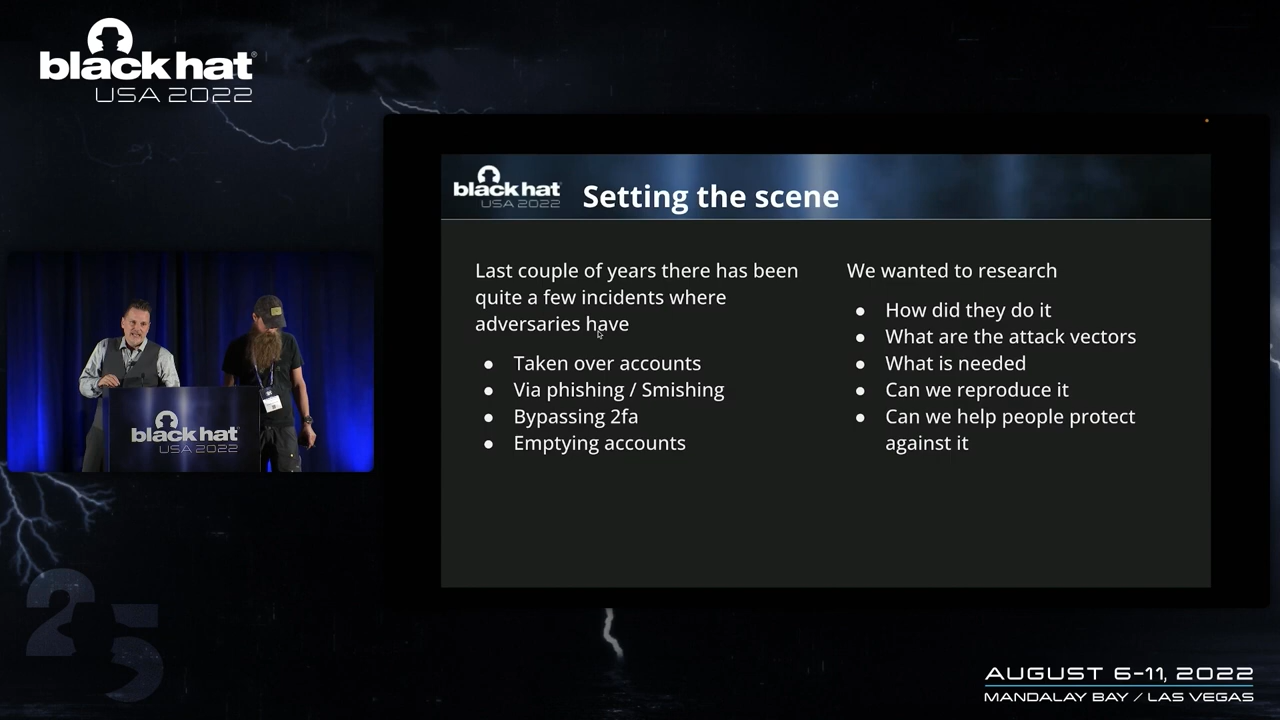 black hat®
USA 2022
black hat
USA 2022
Setting the scene
Last couple of years there has been
quite a few incidents where
adversaries have
● Taken over accounts
● Via phishing / Smishing
● Bypassing 2fa
● Emptying accounts
We wanted to research
● How did they do it
● What are the attack vectors
● What is needed
● Can we reproduce it
● Can we help people protect
against it
black hat
USA 2022
25
AUGUST 6-11, 2022
MANDALAY BAY / LAS VEGAS